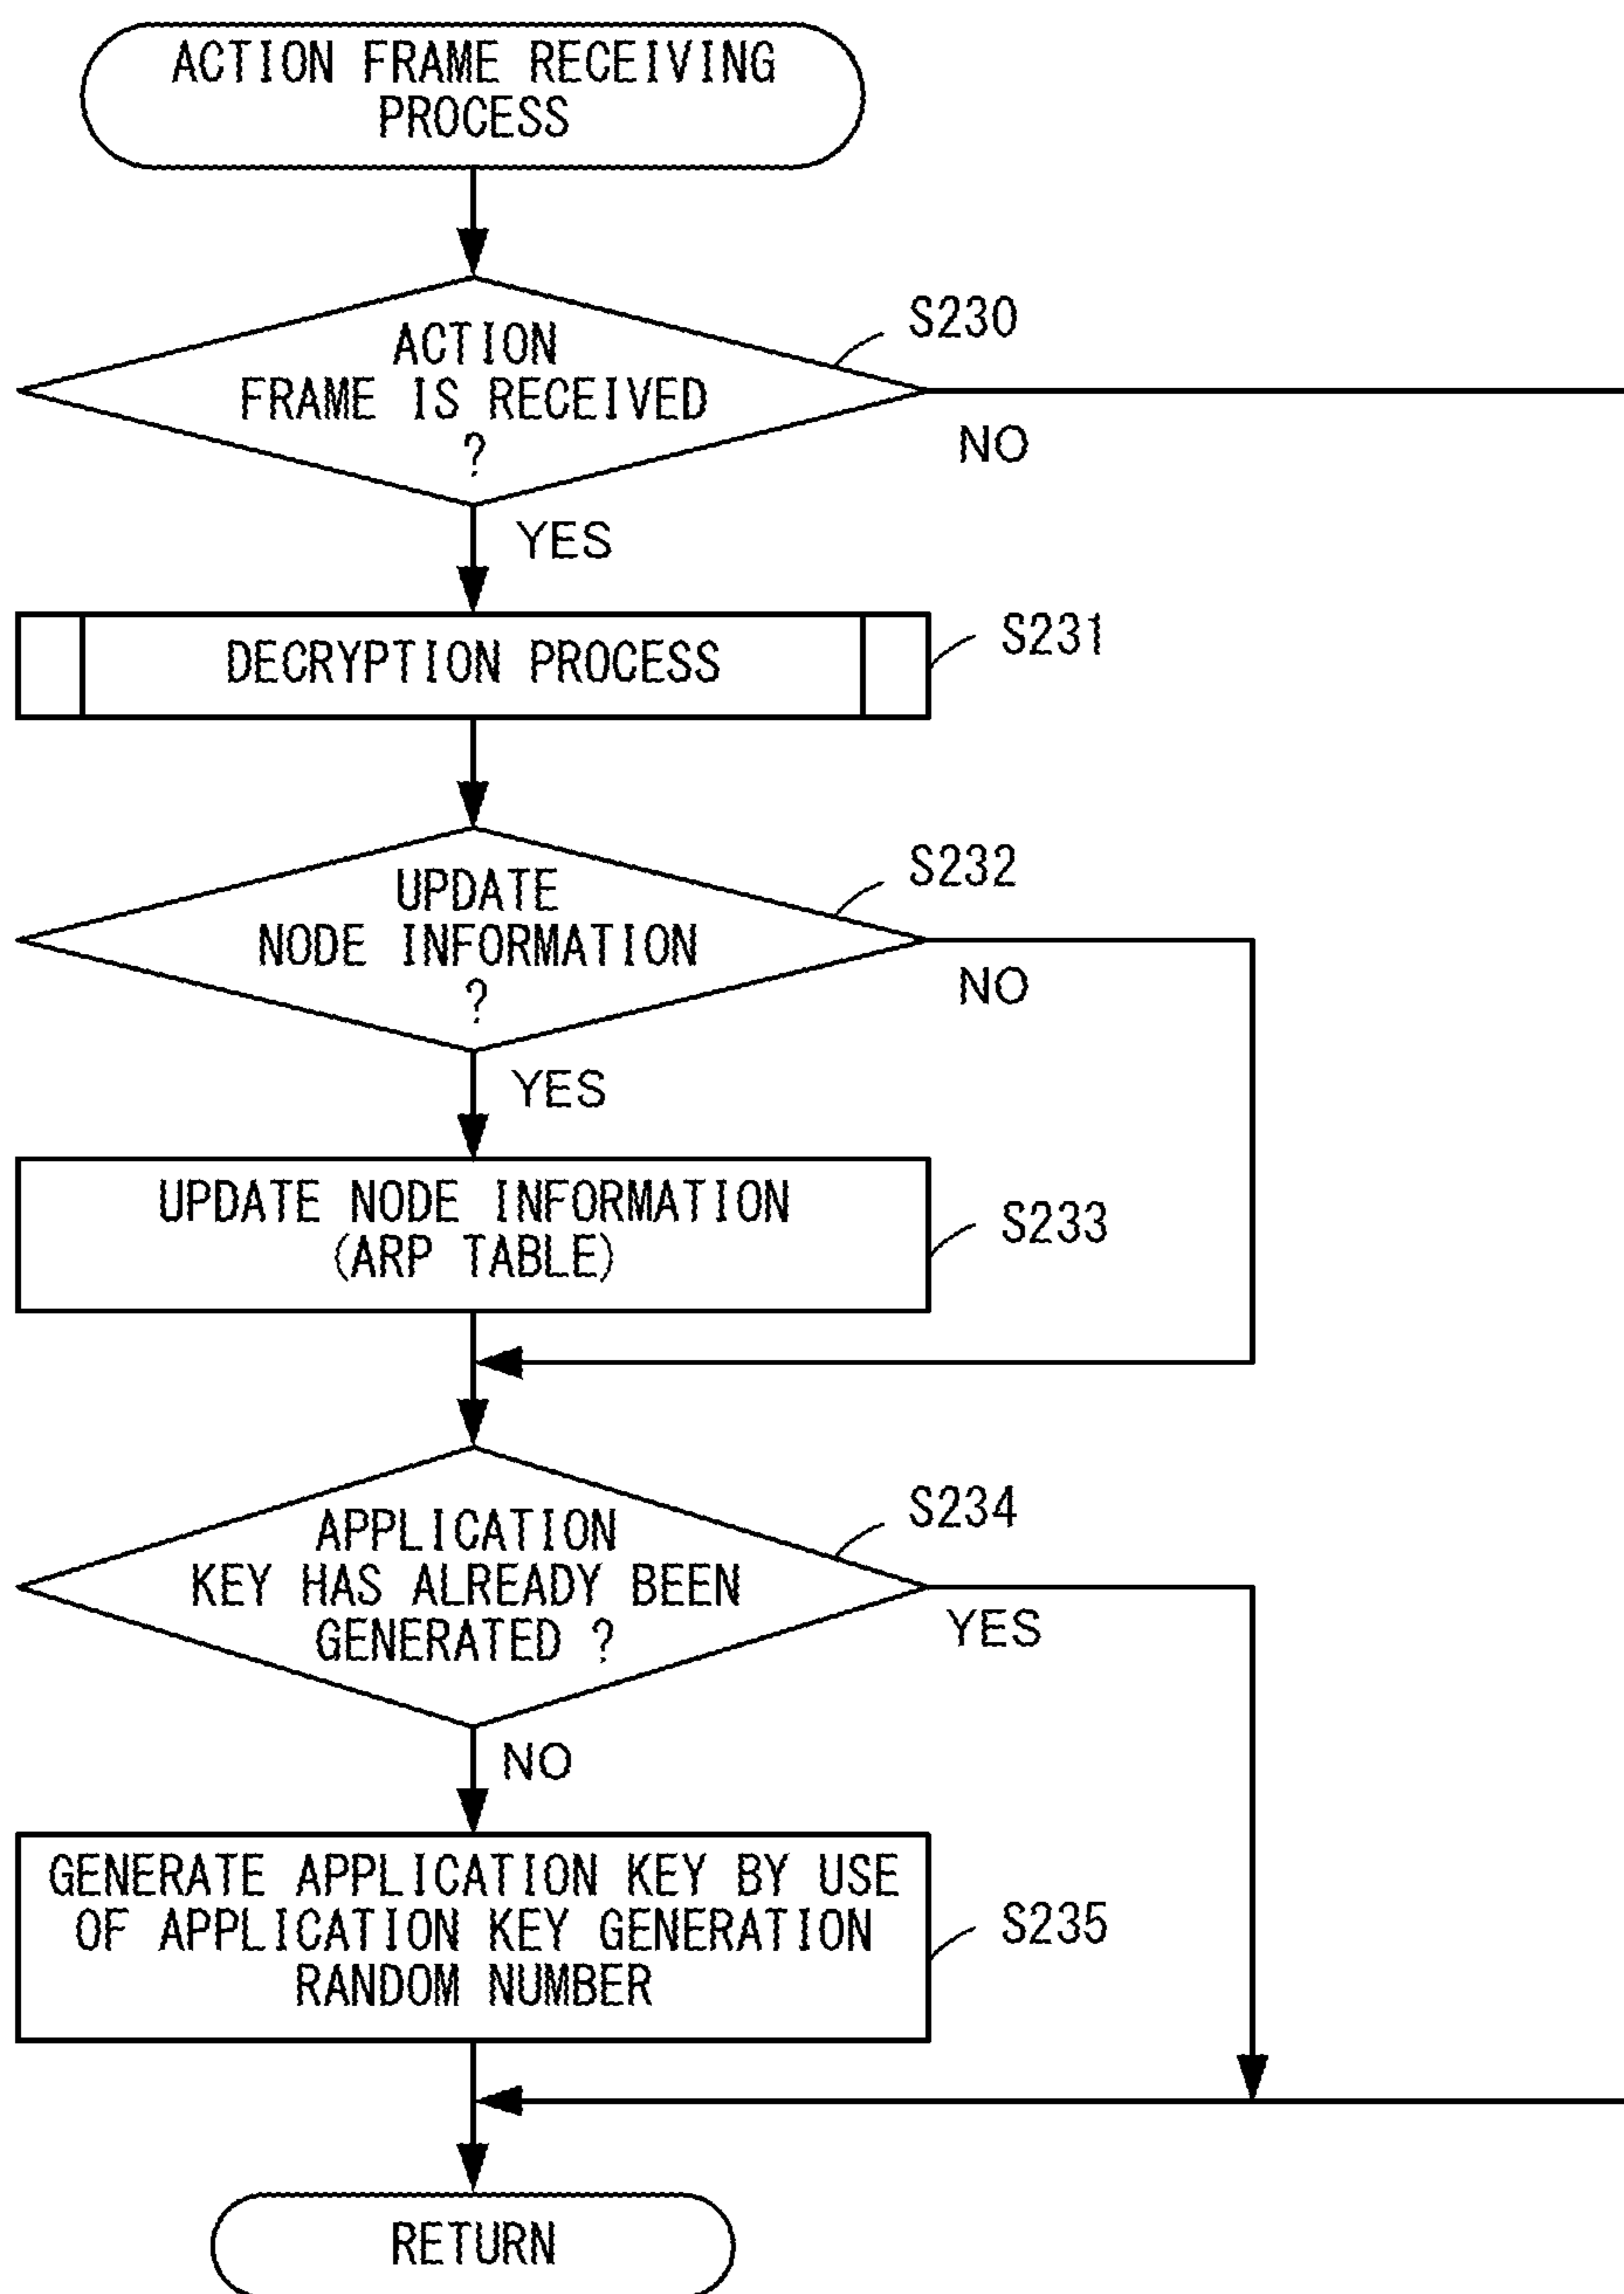 ACTION FRAME RECEIVING
PROCESS
S230
ACTION
FRAME IS RECEIVED
?
NO
YES
S231
DECRYPTION PROCESS
S232
UPDATE
NODE INFORMATION
?
NO
YES
UPDATE NODE INFORMATION
(ARP TABLE)
S233
S234
APPLICATION
KEY HAS ALREADY BEEN
GENERATED ?
YES
NO
GENERATE APPLICATION KEY BY USE
OF APPLICATION KEY GENERATION
RANDOM NUMBER
S235
RETURN